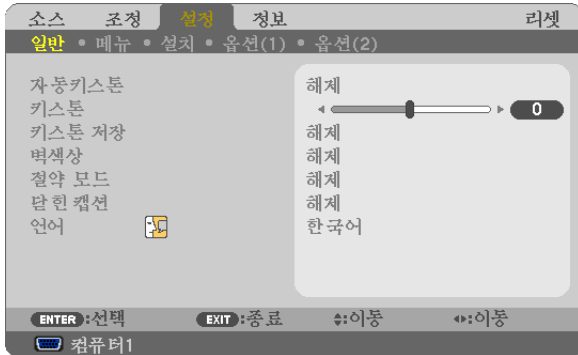 소스 조정 설정 정보 리셋
일반 • 메뉴 • 설치 • 옵션(1) • 옵션(2)
자동키스톤 해제
키스톤 0
키스톤 저장 해제
벽색상 해제
절약 모드 해제
닫힌캡션 해제
언어 한국어
ENTER :선택 EXIT :종료 :이동 :이동
컴퓨터1